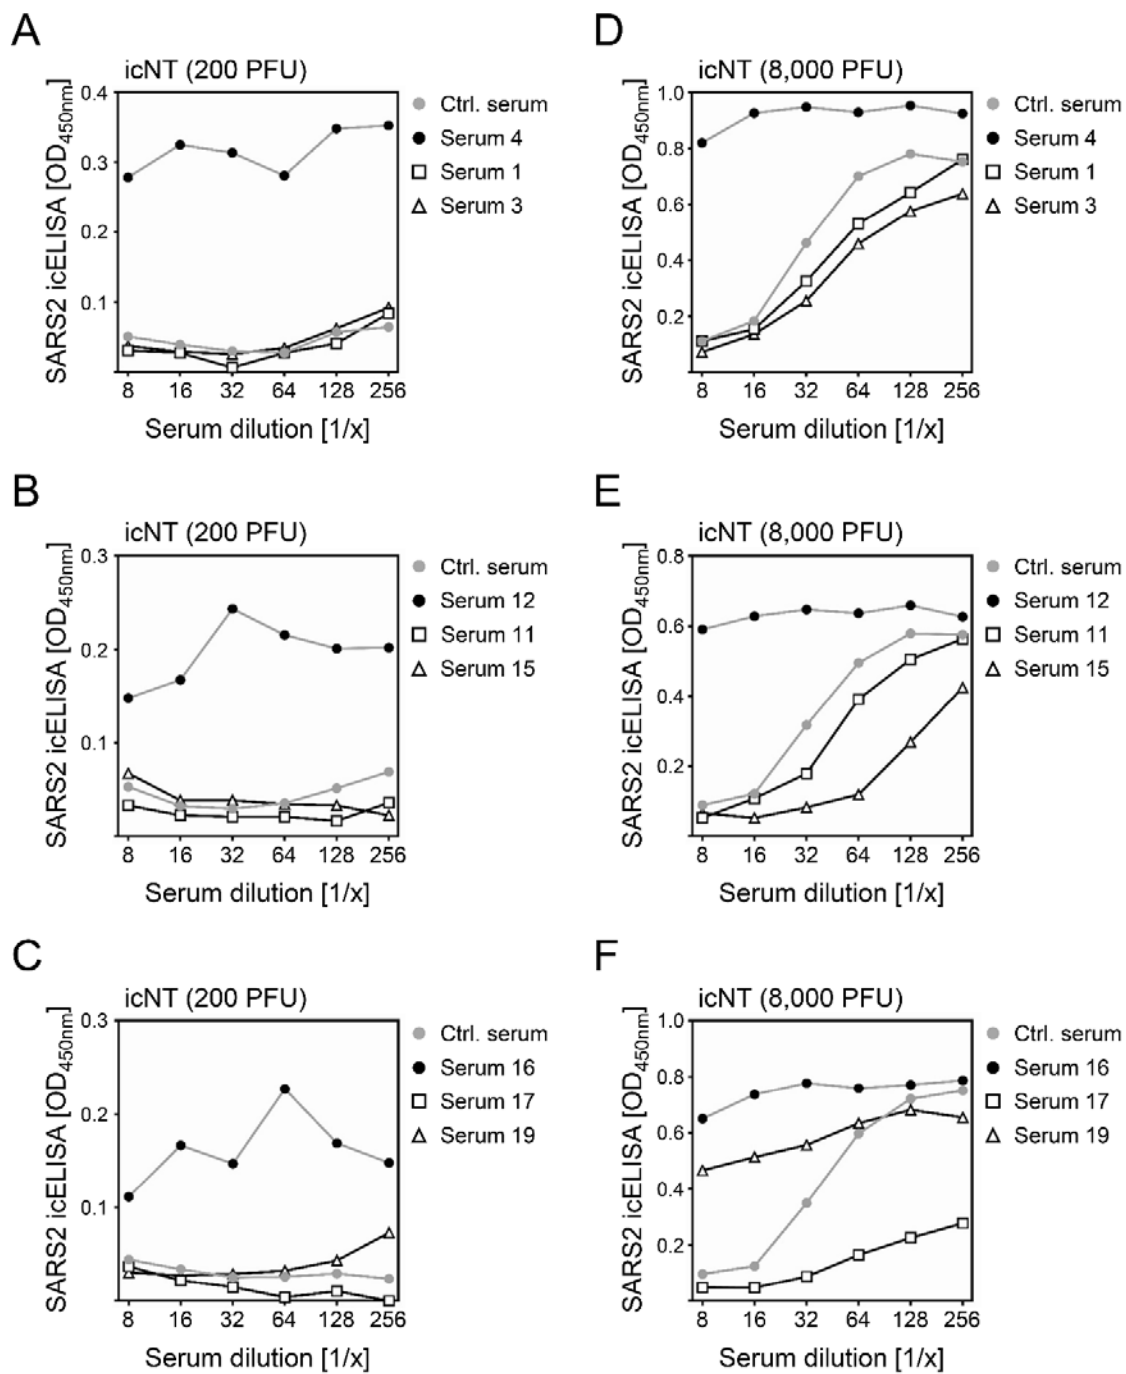 A
icNT (200 PFU)
SARS2 icELISA [OD450nm]
0.4
0.3
0.2
0.1
8 16 32 64 128 256
Serum dilution [1/x]
Ctrl. serum
Serum 4
Serum 1
Serum 3
D
icNT (8,000 PFU)
SARS2 icELISA [OD450nm]
1.0
0.8
0.6
0.4
0.2
8 16 32 64 128 256
Serum dilution [1/x]
Ctrl. serum
Serum 4
Serum 1
Serum 3
B
icNT (200 PFU)
SARS2 icELISA [OD450nm]
0.3
0.2
0.1
8 16 32 64 128 256
Serum dilution [1/x]
Ctrl. serum
Serum 12
Serum 11
Serum 15
E
icNT (8,000 PFU)
SARS2 icELISA [OD450nm]
0.8
0.6
0.4
0.2
8 16 32 64 128 256
Serum dilution [1/x]
Ctrl. serum
Serum 12
Serum 11
Serum 15
C
icNT (200 PFU)
SARS2 icELISA [OD450nm]
0.3
0.2
0.1
8 16 32 64 128 256
Serum dilution [1/x]
Ctrl. serum
Serum 16
Serum 17
Serum 19
F
icNT (8,000 PFU)
SARS2 icELISA [OD450nm]
1.0
0.8
0.6
0.4
0.2
8 16 32 64 128 256
Serum dilution [1/x]
Ctrl. serum
Serum 16
Serum 17
Serum 19